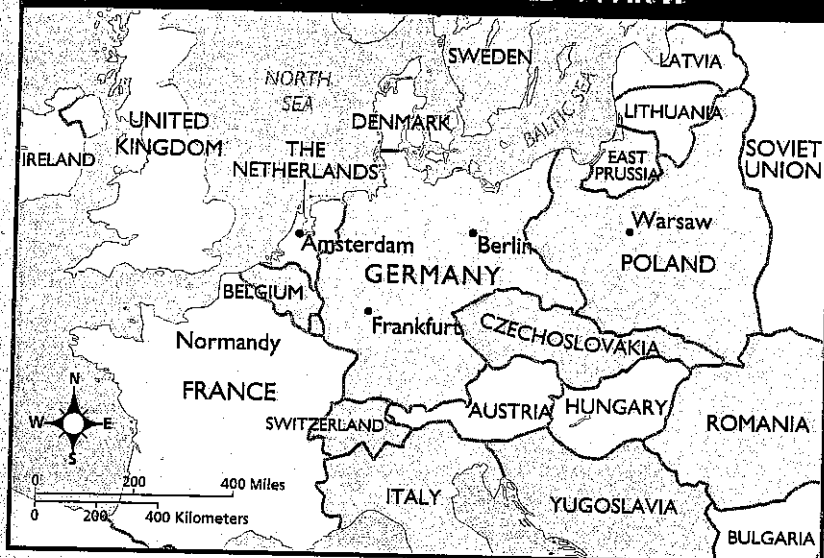 SWEDEN
LATVIA
NORTH
SEA
BALTIC SEA
LITHUANIA
UNITED
KINGDOM
DENMARK
IRELAND
THE
NETHERLANDS
EAST
PRUSSIA
SOVIET
UNION
Warsaw
Amsterdam
Berlin
POLAND
GERMANY
BELGIUM
Frankfurt
CZECHOSLOVAKIA
Normandy
FRANCE
N
W E
S
SWITZERLAND
AUSTRIA
HUNGARY
ROMANIA
0 200 400 Miles
0 200 400 Kilometers
ITALY
YUGOSLAVIA
BULGARIA